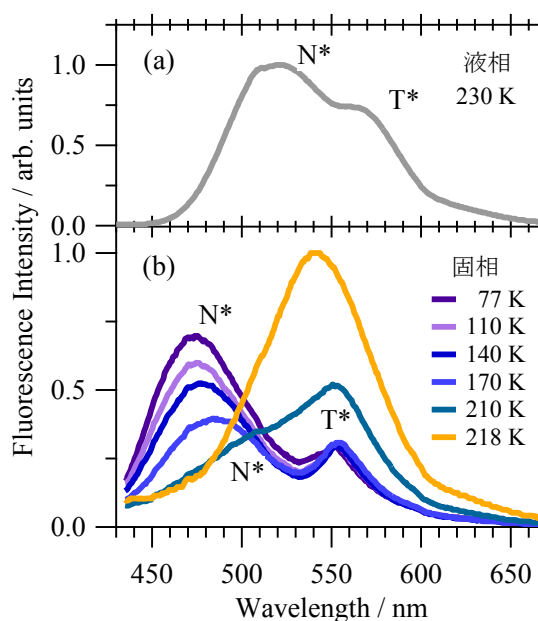 (a)
N*
液相
230 K
T*
1.0
0.5
0.0
Fluorescence Intensity / arb. units
(b)
固相
N*
77 K
110 K
140 K
170 K
210 K
218 K
T*
N*
1.0
0.5
0.0
450 500 550 600 650
Wavelength / nm